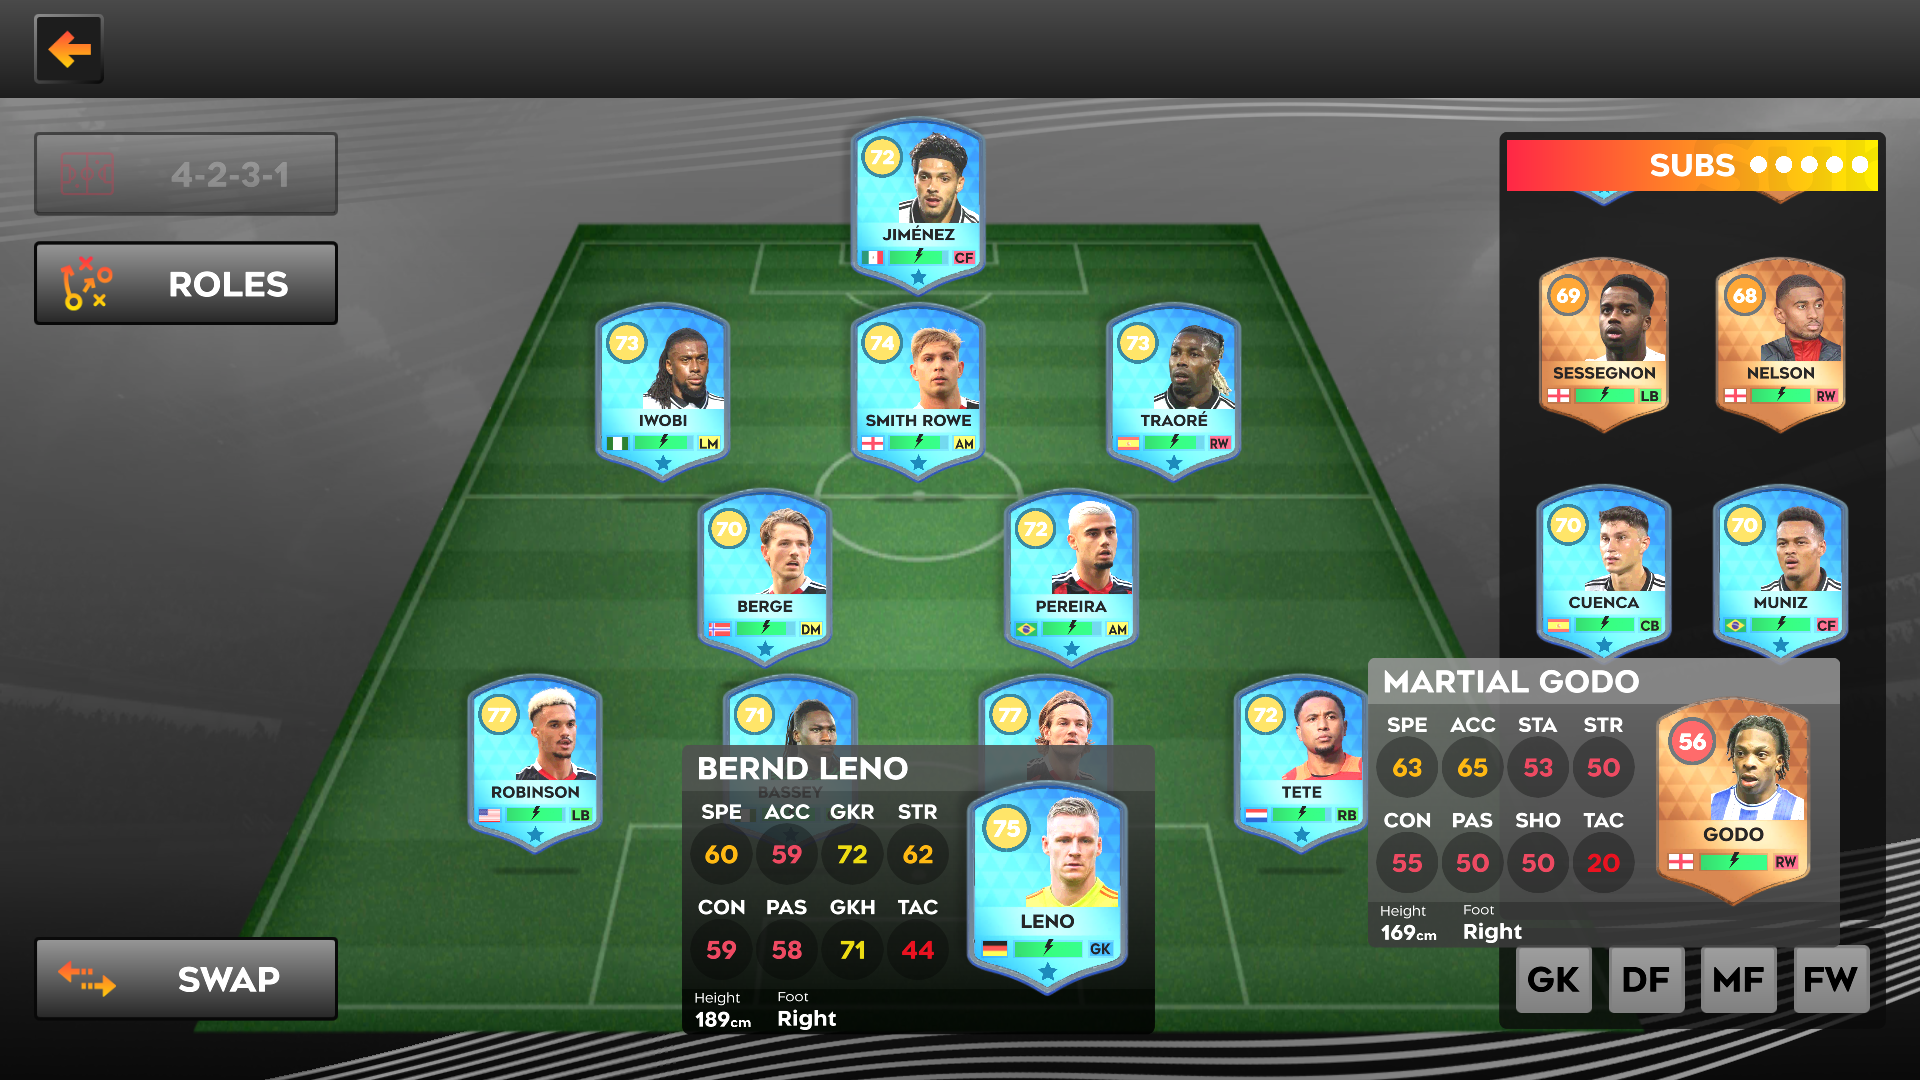 4-2-3-1
ROLES
SWAP
72
JIMÉNEZ
CF
73
IWOBI
LM
74
SMITH ROWE
AM
73
TRAORÉ
RW
70
BERGE
DM
72
PEREIRA
AM
77
ROBINSON
LB
71
BASSEY
77
72
TETE
RB
BERND LENO
SPE ACC GKR STR
60 59 72 62
CON PAS GKH TAC
59 58 71 44
Height Foot
189cm Right
75
LENO
GK
SUBS
69
SESSEGNON
LB
68
NELSON
RW
70
CUENCA
CB
70
MUNIZ
CF
MARTIAL GODO
SPE ACC STA STR
63 65 53 50
CON PAS SHO TAC
55 50 50 20
Height Foot
169cm Right
56
GODO
RW
GK DF MF FW